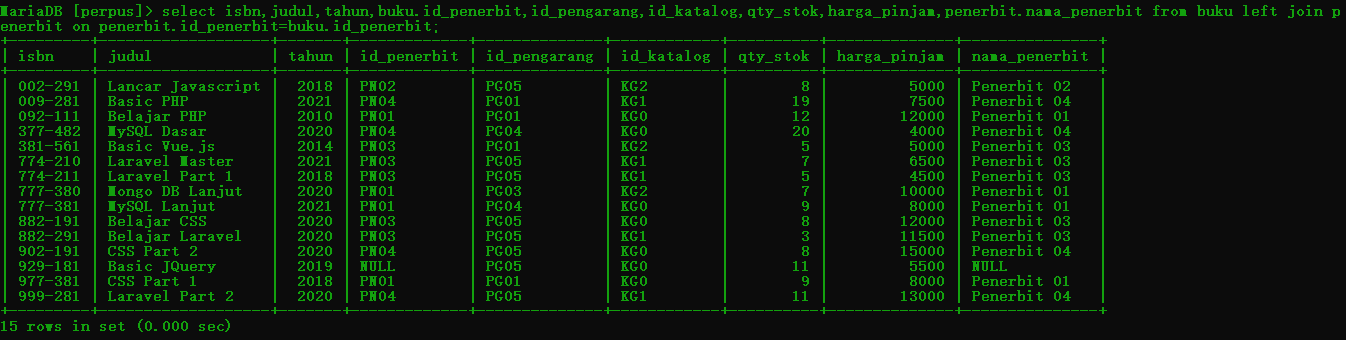 MariaDB [perpus]> select isbn,judul,tahun,buku.id_penerbit,id_pengarang,id_katalog,qty_stok,harga_pinjam,penerbit.nama_penerbit from buku left join p
enerbit on penerbit.id_penerbit=buku.id_penerbit;
+---------+--------------------+-------+-------------+--------------+------------+----------+--------------+---------------+
| isbn    | judul              | tahun | id_penerbit | id_pengarang | id_katalog | qty_stok | harga_pinjam | nama_penerbit |
+---------+--------------------+-------+-------------+--------------+------------+----------+--------------+---------------+
| 002-291 | Lancar Javascript  |  2018 | PN02        | PG05         | KG2        |        8 |         5000 | Penerbit 02   |
| 009-281 | Basic PHP          |  2021 | PN04        | PG01         | KG1        |       19 |         7500 | Penerbit 04   |
| 092-111 | Belajar PHP        |  2010 | PN01        | PG01         | KG0        |       12 |        12000 | Penerbit 01   |
| 377-482 | MySQL Dasar        |  2020 | PN04        | PG04         | KG0        |       20 |         4000 | Penerbit 04   |
| 381-561 | Basic Vue.js       |  2014 | PN03        | PG01         | KG2        |        5 |         5000 | Penerbit 03   |
| 774-210 | Laravel Master     |  2021 | PN03        | PG05         | KG1        |        7 |         6500 | Penerbit 03   |
| 774-211 | Laravel Part 1     |  2018 | PN03        | PG05         | KG1        |        5 |         4500 | Penerbit 03   |
| 777-380 | Mongo DB Lanjut    |  2020 | PN01        | PG03         | KG2        |        7 |        10000 | Penerbit 01   |
| 777-381 | MySQL Lanjut       |  2021 | PN01        | PG04         | KG0        |        9 |         8000 | Penerbit 01   |
| 882-191 | Belajar CSS        |  2020 | PN03        | PG05         | KG0        |        8 |        12000 | Penerbit 03   |
| 882-291 | Belajar Laravel    |  2020 | PN03        | PG05         | KG1        |        3 |        11500 | Penerbit 03   |
| 902-191 | CSS Part 2         |  2020 | PN04        | PG05         | KG0        |        8 |        15000 | Penerbit 04   |
| 929-181 | Basic JQuery       |  2019 | NULL        | PG05         | KG0        |       11 |         5500 | NULL          |
| 977-381 | CSS Part 1         |  2018 | PN01        | PG01         | KG0        |        9 |         8000 | Penerbit 01   |
| 999-281 | Laravel Part 2     |  2020 | PN04        | PG05         | KG1        |       11 |        13000 | Penerbit 04   |
+---------+--------------------+-------+-------------+--------------+------------+----------+--------------+---------------+
15 rows in set (0.000 sec)